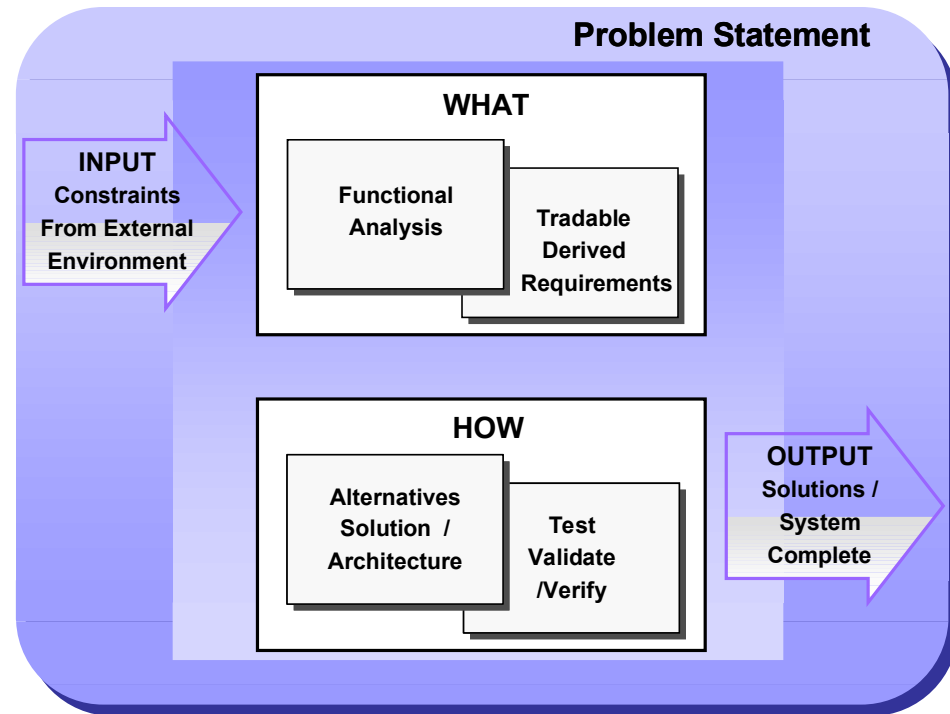 Problem Statement
WHAT
INPUT
Constraints
From External
Environment
Functional
Analysis
Tradable
Derived
Requirements
HOW
Alternatives
Solution /
Architecture
Test
Validate
/Verify
OUTPUT
Solutions /
System
Complete